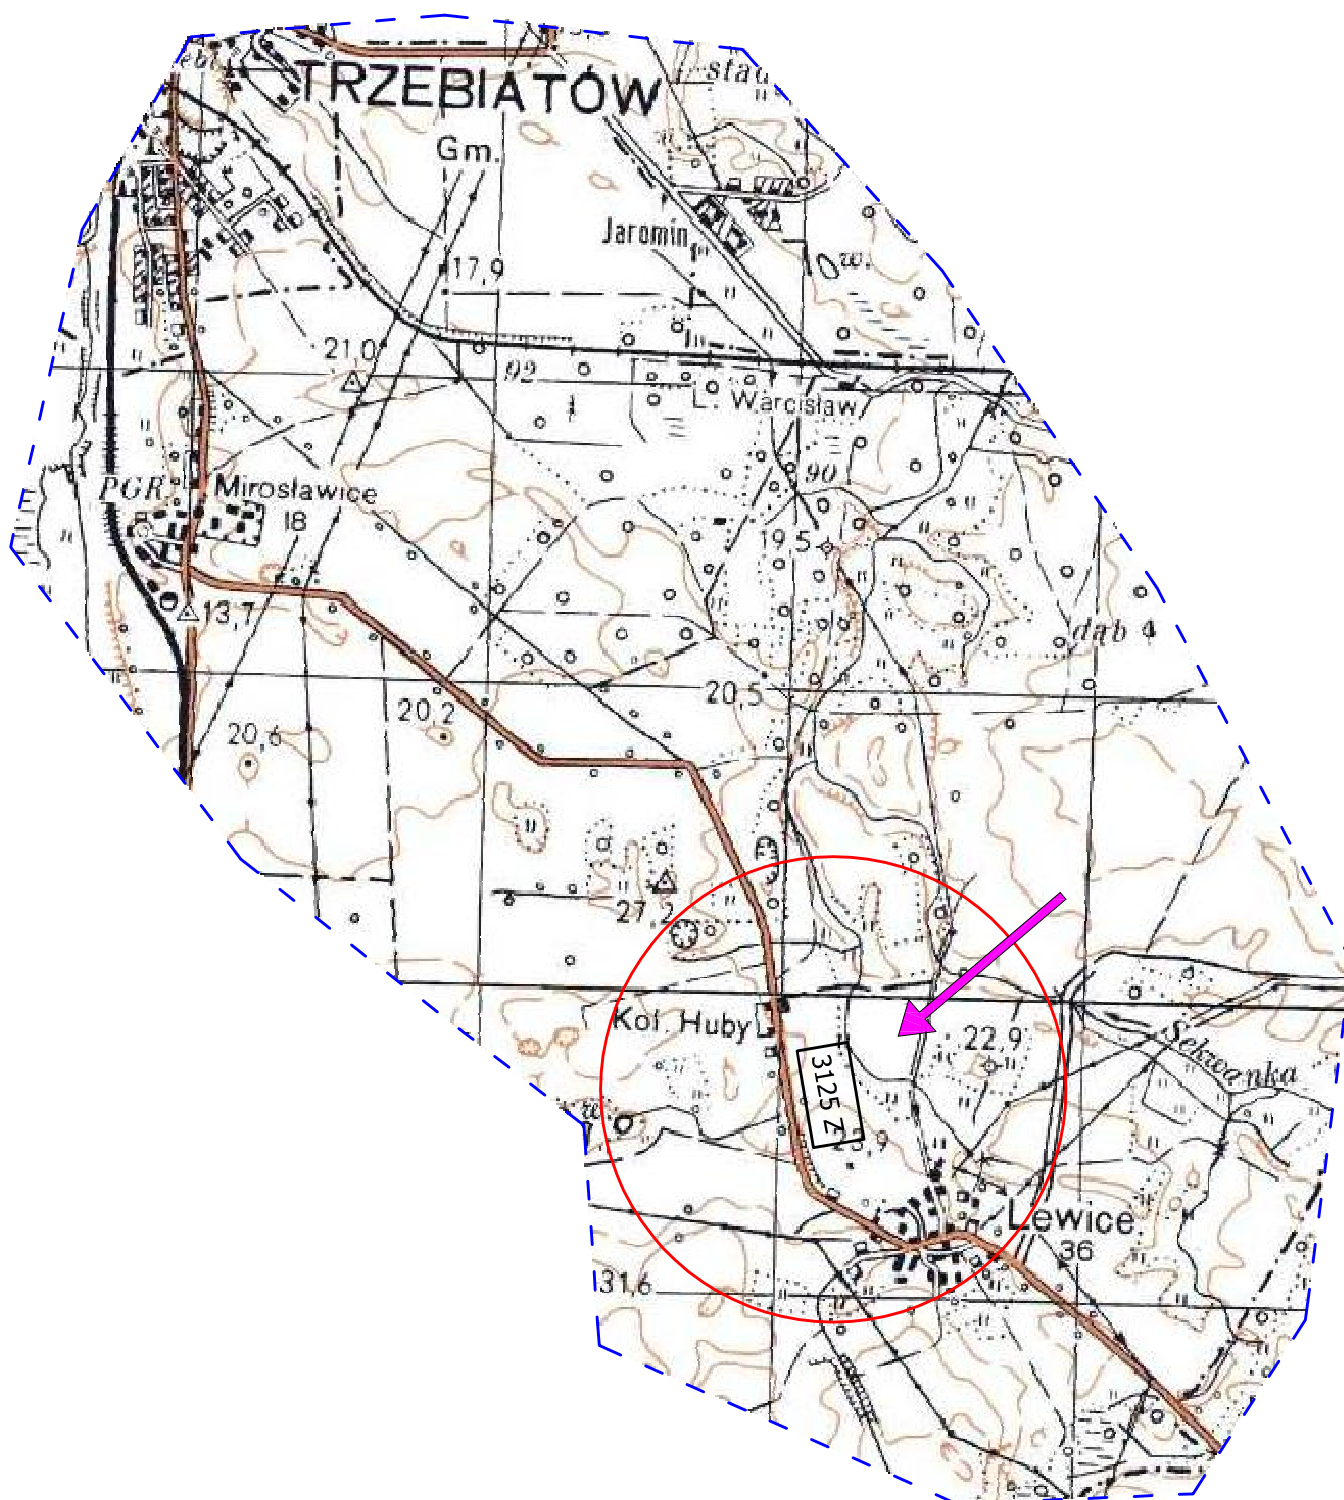 TRZEBIATÓW
Gm.
Jaromin
17,9
21,0
92
L. Warcisław
90
PGR
Mirosławice
18
19,5
13,7
dąb 4
20,5
20,2
20,6
27,2
Kol. Huby
22,9
Sekwanka
3125 Z
Lewice
36
31,6